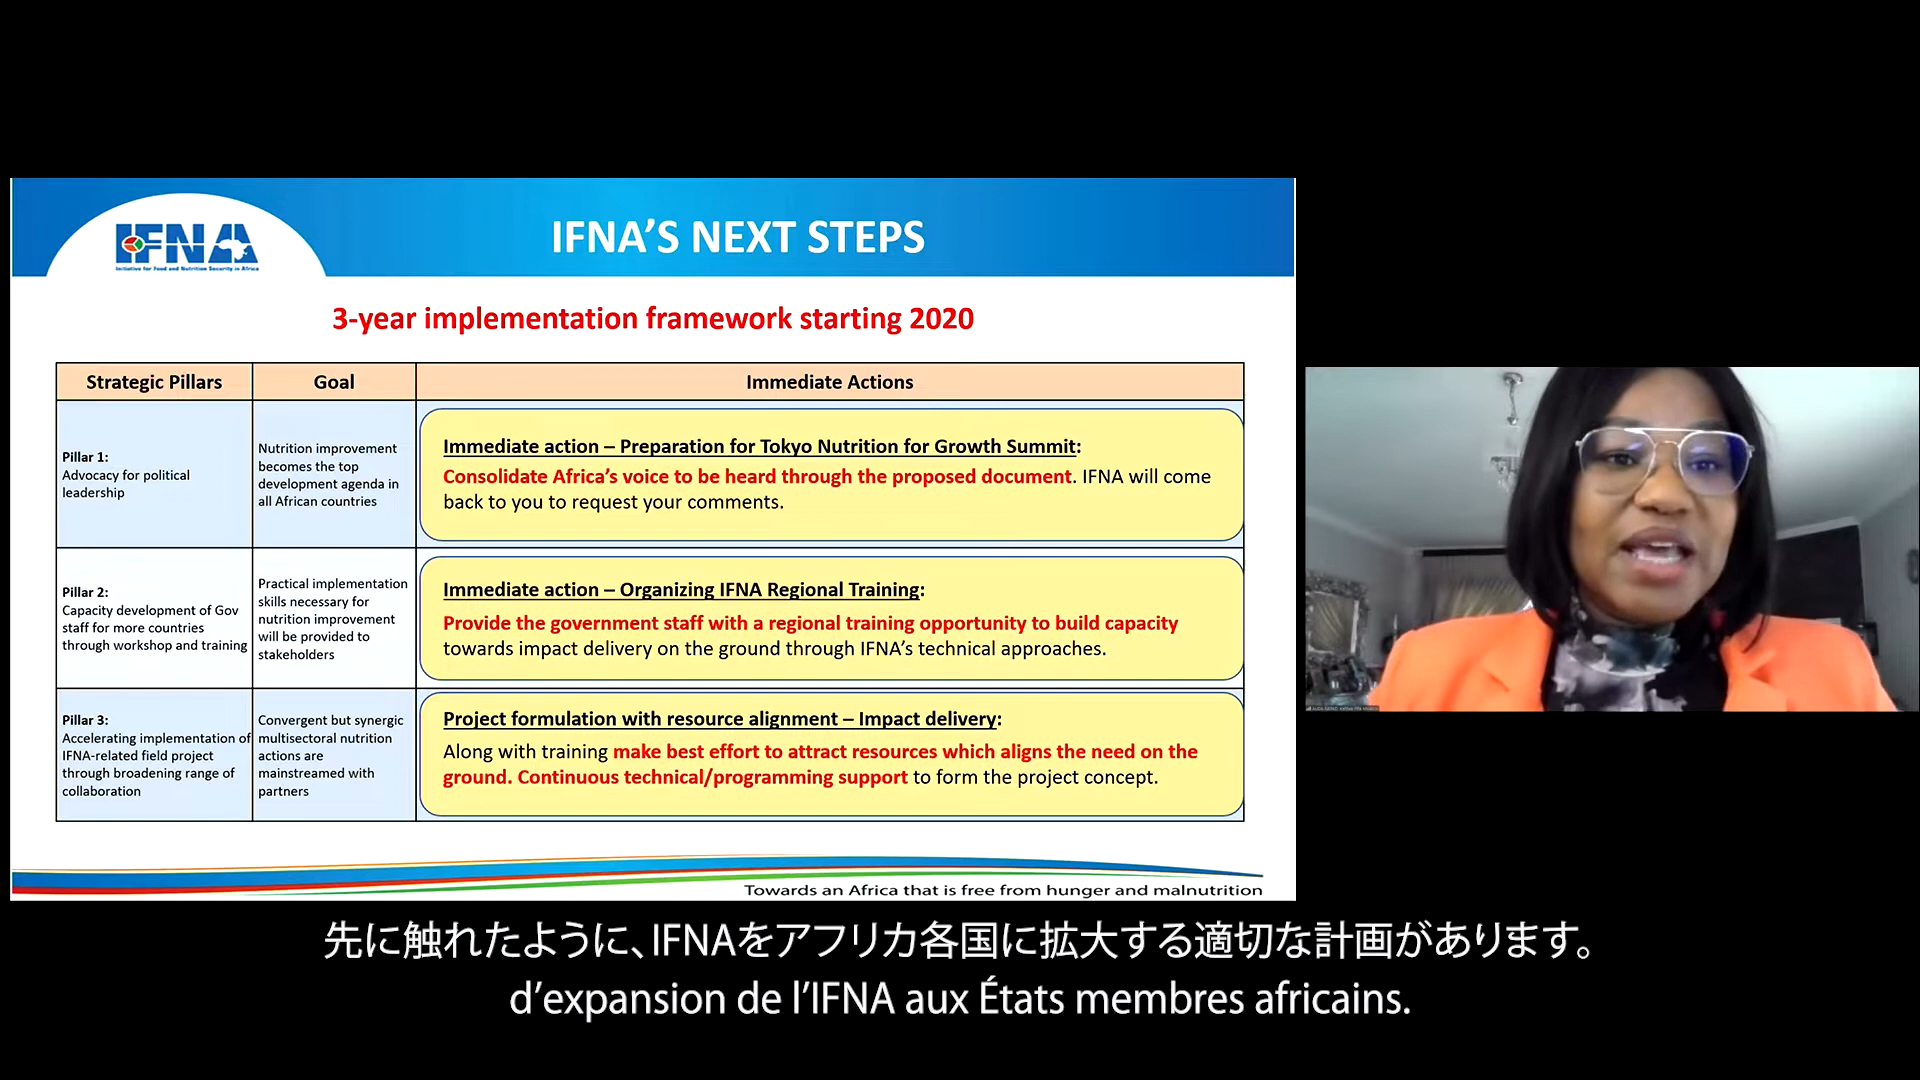 IFNA
Initiative for Food and Nutrition Security in Africa
IFNA'S NEXT STEPS
3-year implementation framework starting 2020
Strategic Pillars
Goal
Immediate Actions
Pillar 1:
Advocacy for political
leadership
Nutrition improvement
becomes the top
development agenda in
all African countries
Immediate action – Preparation for Tokyo Nutrition for Growth Summit:
Consolidate Africa's voice to be heard through the proposed document. IFNA will come
back to you to request your comments.
Pillar 2:
Capacity development of Gov
staff for more countries
through workshop and training
Practical implementation
skills necessary for
nutrition improvement
will be provided to
stakeholders
Immediate action – Organizing IFNA Regional Training:
Provide the government staff with a regional training opportunity to build capacity
towards impact delivery on the ground through IFNA's technical approaches.
Pillar 3:
Accelerating implementation of
IFNA-related field project
through broadening range of
collaboration
Convergent but synergic
multisectoral nutrition
actions are
mainstreamed with
partners
Project formulation with resource alignment – Impact delivery:
Along with training make best effort to attract resources which aligns the need on the
ground. Continuous technical/programming support to form the project concept.
Towards an Africa that is free from hunger and malnutrition
先に触れたように、IFNAをアフリカ各国に拡大する適切な計画があります。
d'expansion de l'IFNA aux États membres africains.